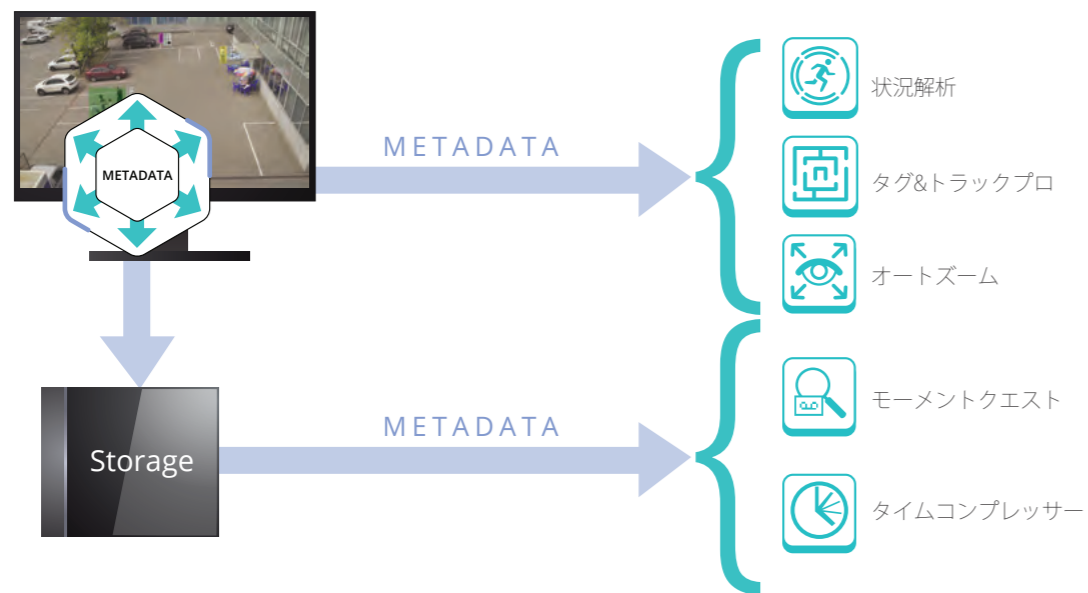 METADATA
METADATA
状況解析
タグ&トラックプロ
オートズーム
Storage
METADATA
モーメントクエスト
タイムコンプレッサー